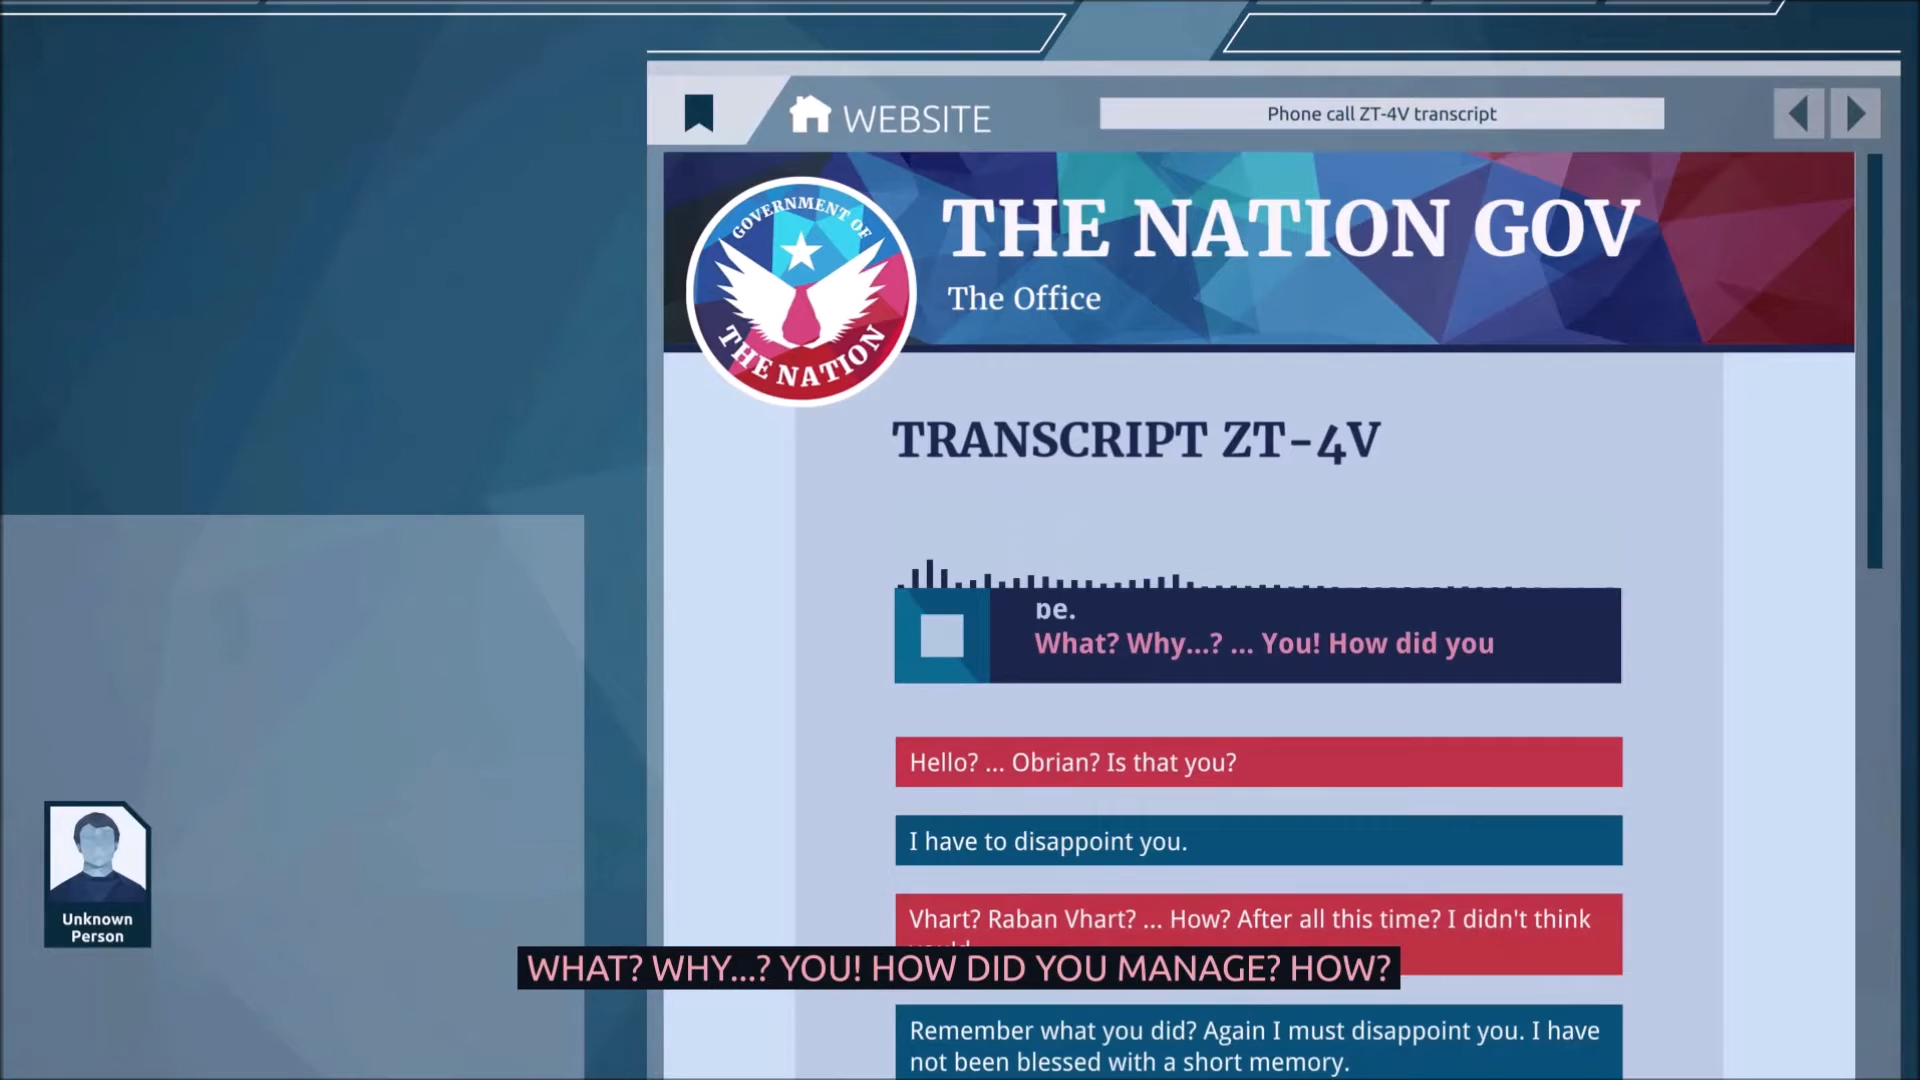 WEBSITE
Phone call ZT-4V transcript
GOVERNMENT OF
THE NATION
THE NATION GOV
The Office
TRANSCRIPT ZT-4V
be.
What? Why...? ... You! How did you
Hello? ... Obrian? Is that you?
I have to disappoint you.
Vhart? Raban Vhart? ... How? After all this time? I didn't think
WHAT? WHY...? YOU! HOW DID YOU MANAGE? HOW?
Remember what you did? Again I must disappoint you. I have
not been blessed with a short memory.
Unknown
Person